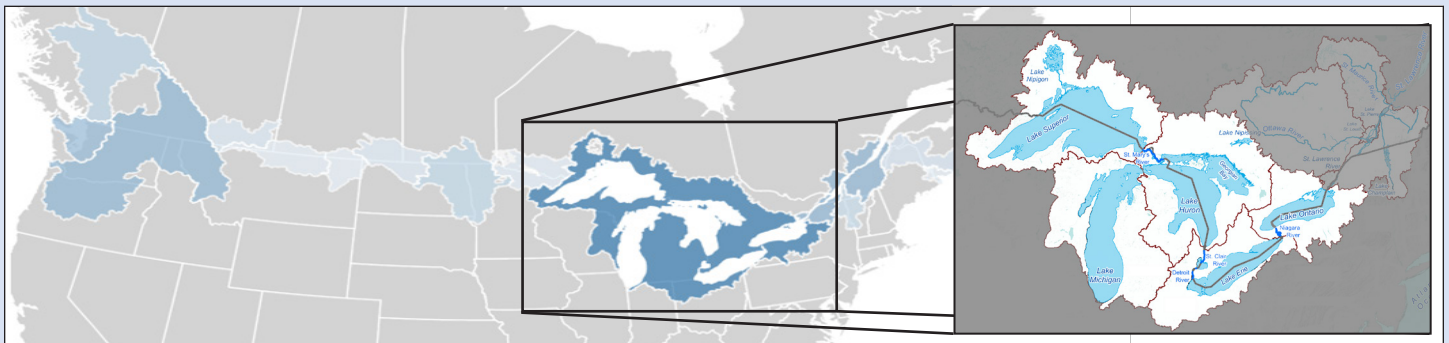 Lake
Nipigon
Lake Superior
St. Mary's
River
Lake Nipissing
Georgian
Bay
Ottawa River
St. Lawrence
River
Lake
Huron
Lake Ontario
Niagara
River
St. Clair
River
Detroit
River
Lake Erie
Lake
Michigan